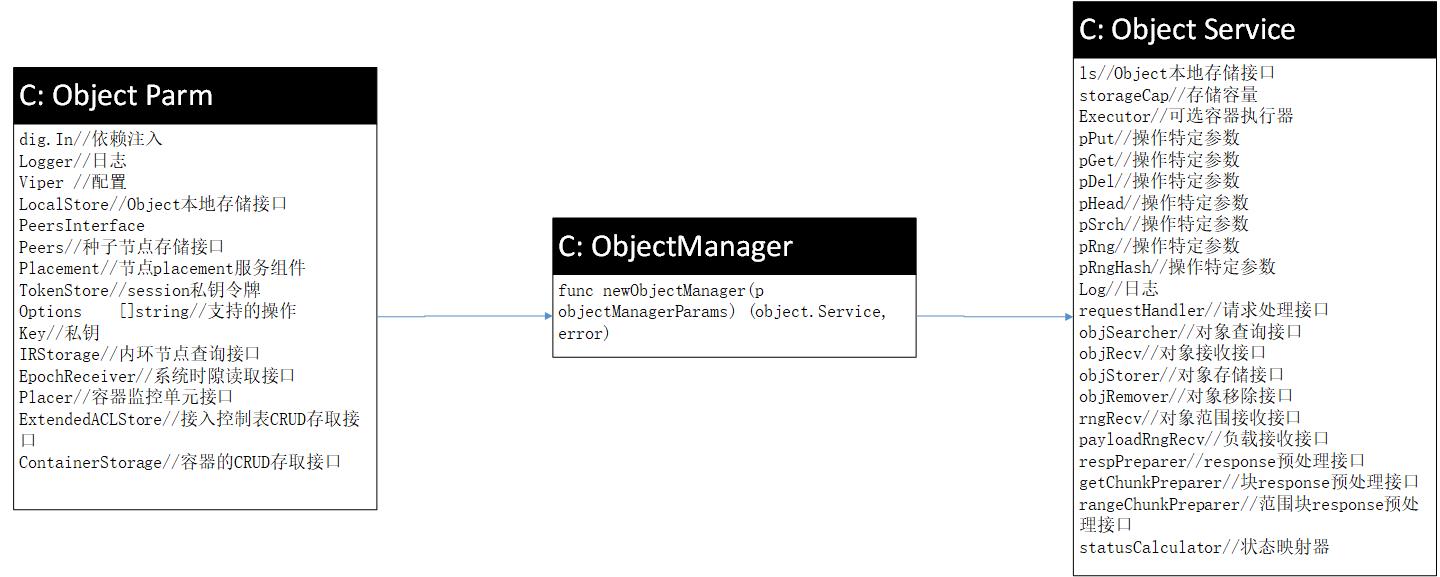 C: Object Parm
dig.In//依赖注入
Logger//日志
Viper //配置
LocalStore//Object本地存储接口
PeersInterface
Peers//种子节点存储接口
Placement//节点placement服务组件
TokenStore//session私钥令牌
Options    []string//支持的操作
Key//私钥
IRStorage//内环节点查询接口
EpochReceiver//系统时隙读取接口
Placer//容器监控单元接口
ExtendedACLStore//接入控制表CRUD存取接
口
ContainerStorage//容器的CRUD存取接口
C: ObjectManager
func newObjectManager(p
objectManagerParams) (object.Service,
error)
C: Object Service
ls//Object本地存储接口
storageCap//存储容量
Executor//可选容器执行器
pPut//操作特定参数
pGet//操作特定参数
pDel//操作特定参数
pHead//操作特定参数
pSrch//操作特定参数
pRng//操作特定参数
pRngHash//操作特定参数
Log//日志
requestHandler//请求处理接口
objSearcher//对象查询接口
objRecv//对象接收接口
objStorer//对象存储接口
objRemover//对象移除接口
rngRecv//对象范围接收接口
payloadRngRecv//负载接收接口
respPreparer//response预处理接口
getChunkPreparer//块response预处理接口
rangeChunkPreparer//范围块response预处
理接口
statusCalculator//状态映射器